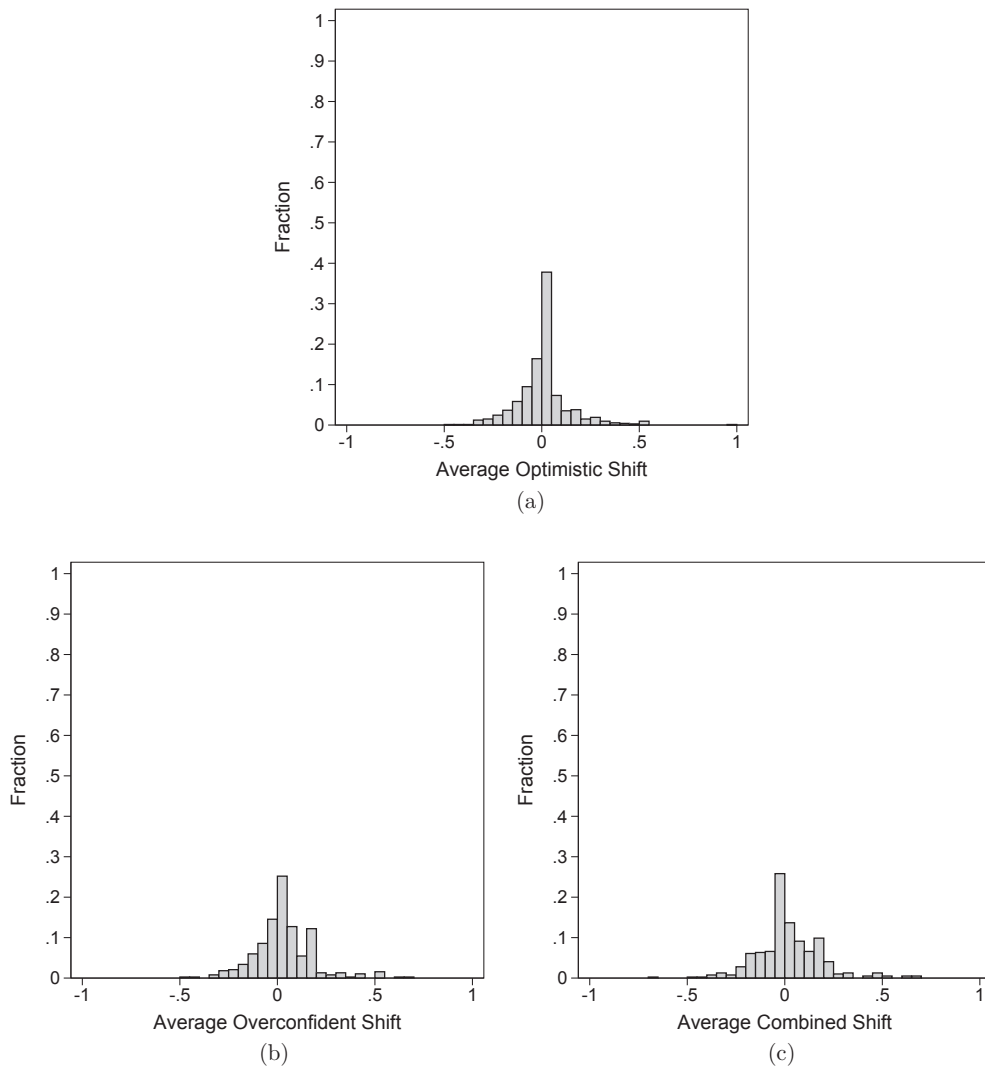 1
.9
.8
.7
.6
.5
.4
.3
.2
.1
0
Fraction
-1 -.5 0 .5 1
Average Optimistic Shift
(a)
1
.9
.8
.7
.6
.5
.4
.3
.2
.1
0
Fraction
-1 -.5 0 .5 1
Average Overconfident Shift
(b)
1
.9
.8
.7
.6
.5
.4
.3
.2
.1
0
Fraction
-1 -.5 0 .5 1
Average Combined Shift
(c)